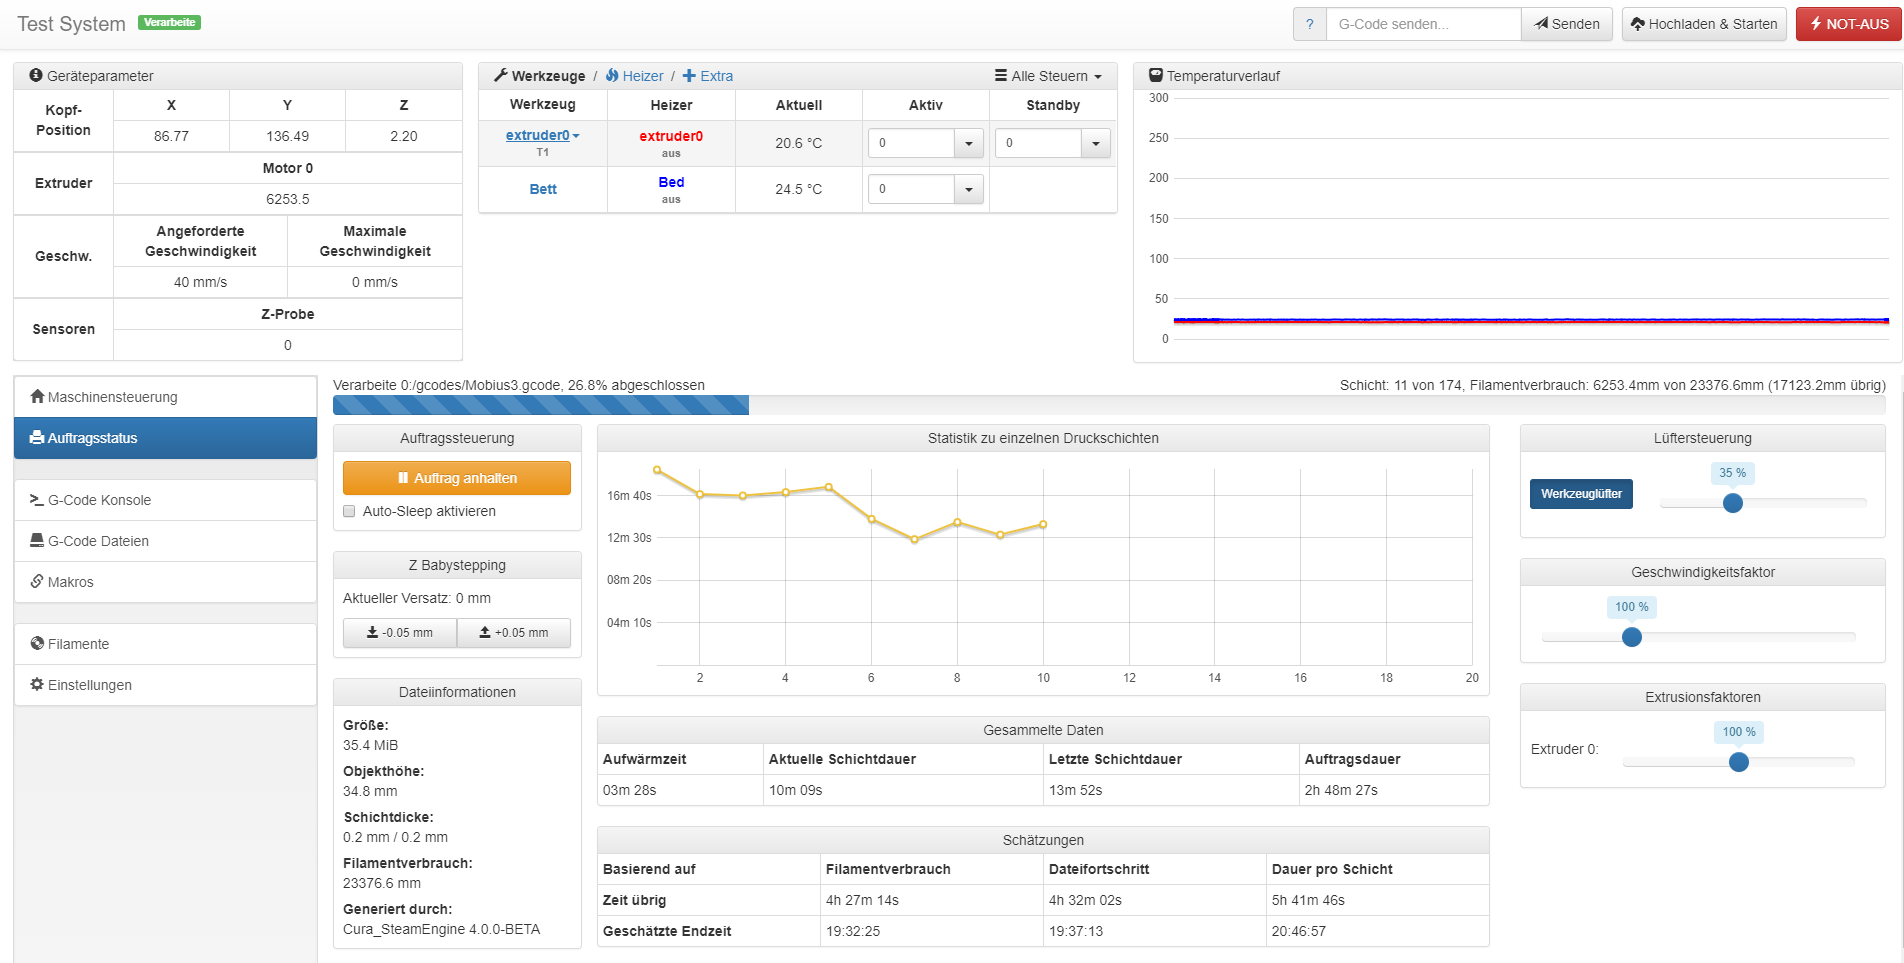 Test System Verarbeite
? G-Code senden... Senden Hochladen & Starten NOT-AUS
Geräteparameter
Kopf-Position X Y Z
86.77 136.49 2.20
Extruder Motor 0
6253.5
Geschw. Angeforderte Geschwindigkeit Maximale Geschwindigkeit
40 mm/s 0 mm/s
Sensoren Z-Probe
0
Werkzeuge / Heizer / Extra Alle Steuern
Werkzeug Heizer Aktuell Aktiv Standby
extruder0 extruder0 20.6 °C 0 0
T1 aus
Bett Bed 24.5 °C 0
aus
Temperaturverlauf
300
250
200
150
100
50
0
Maschinensteuerung
Auftragsstatus
G-Code Konsole
G-Code Dateien
Makros
Filamente
Einstellungen
Verarbeite 0:/gcodes/Mobius3.gcode, 26.8% abgeschlossen
Schicht: 11 von 174, Filamentverbrauch: 6253.4mm von 23376.6mm (17123.2mm übrig)
Auftragssteuerung
Auftrag anhalten
Auto-Sleep aktivieren
Z Babystepping
Aktueller Versatz: 0 mm
-0.05 mm +0.05 mm
Dateiinformationen
Größe:
35.4 MiB
Objekthöhe:
34.8 mm
Schichtdicke:
0.2 mm / 0.2 mm
Filamentverbrauch:
23376.6 mm
Generiert durch:
Cura_SteamEngine 4.0.0-BETA
Statistik zu einzelnen Druckschichten
16m 40s
12m 30s
08m 20s
04m 10s
2 4 6 8 10 12 14 16 18 20
Gesammelte Daten
Aufwärmzeit Aktuelle Schichtdauer Letzte Schichtdauer Auftragsdauer
03m 28s 10m 09s 13m 52s 2h 48m 27s
Schätzungen
Basierend auf Filamentverbrauch Dateifortschritt Dauer pro Schicht
Zeit übrig 4h 27m 14s 4h 32m 02s 5h 41m 46s
Geschätzte Endzeit 19:32:25 19:37:13 20:46:57
Lüftersteuerung
35 %
Werkzeuglüfter
Geschwindigkeitsfaktor
100 %
Extrusionsfaktoren
100 %
Extruder 0: